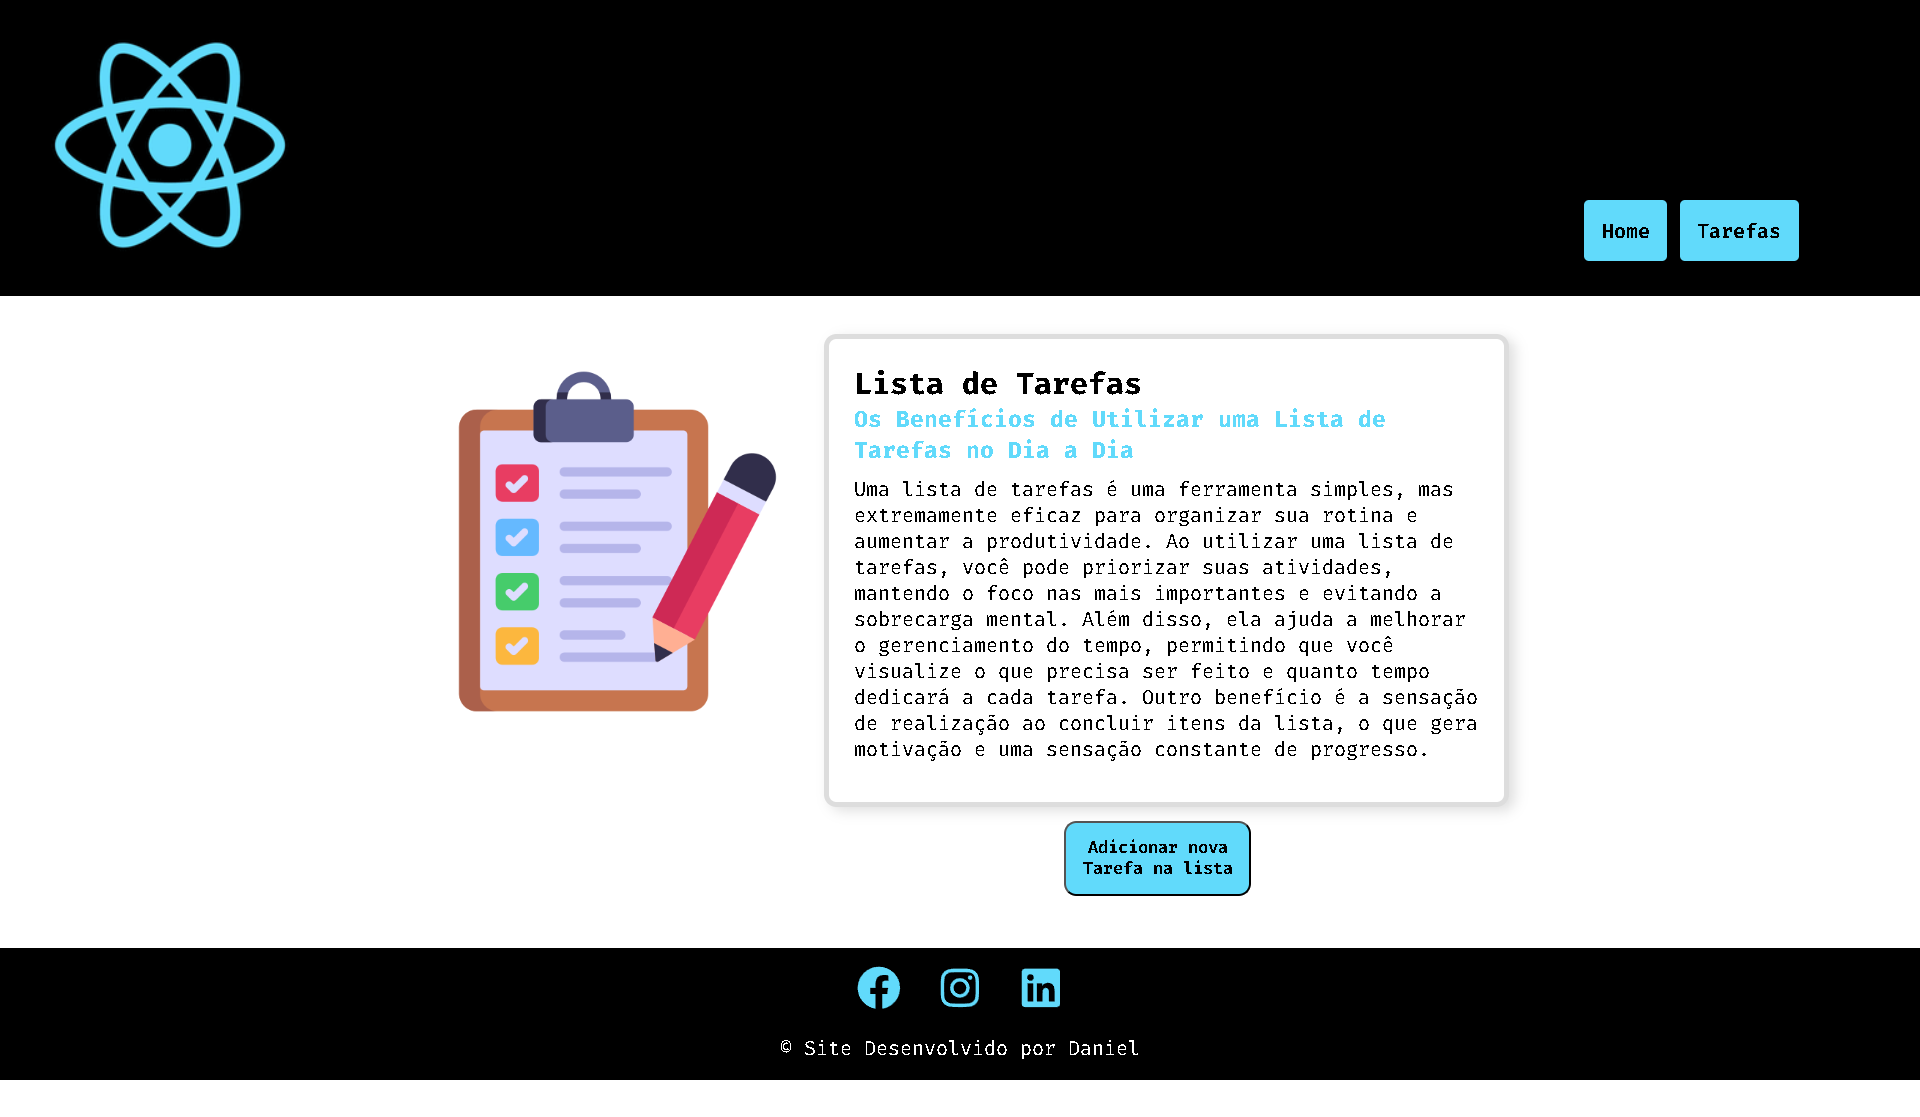 Home
Tarefas
Lista de Tarefas
Os Benefícios de Utilizar uma Lista de
Tarefas no Dia a Dia
Uma lista de tarefas é uma ferramenta simples, mas
extremamente eficaz para organizar sua rotina e
aumentar a produtividade. Ao utilizar uma lista de
tarefas, você pode priorizar suas atividades,
mantendo o foco nas mais importantes e evitando a
sobrecarga mental. Além disso, ela ajuda a melhorar
o gerenciamento do tempo, permitindo que você
visualize o que precisa ser feito e quanto tempo
dedicará a cada tarefa. Outro benefício é a sensação
de realização ao concluir itens da lista, o que gera
motivação e uma sensação constante de progresso.
Adicionar nova
Tarefa na lista
© Site Desenvolvido por Daniel